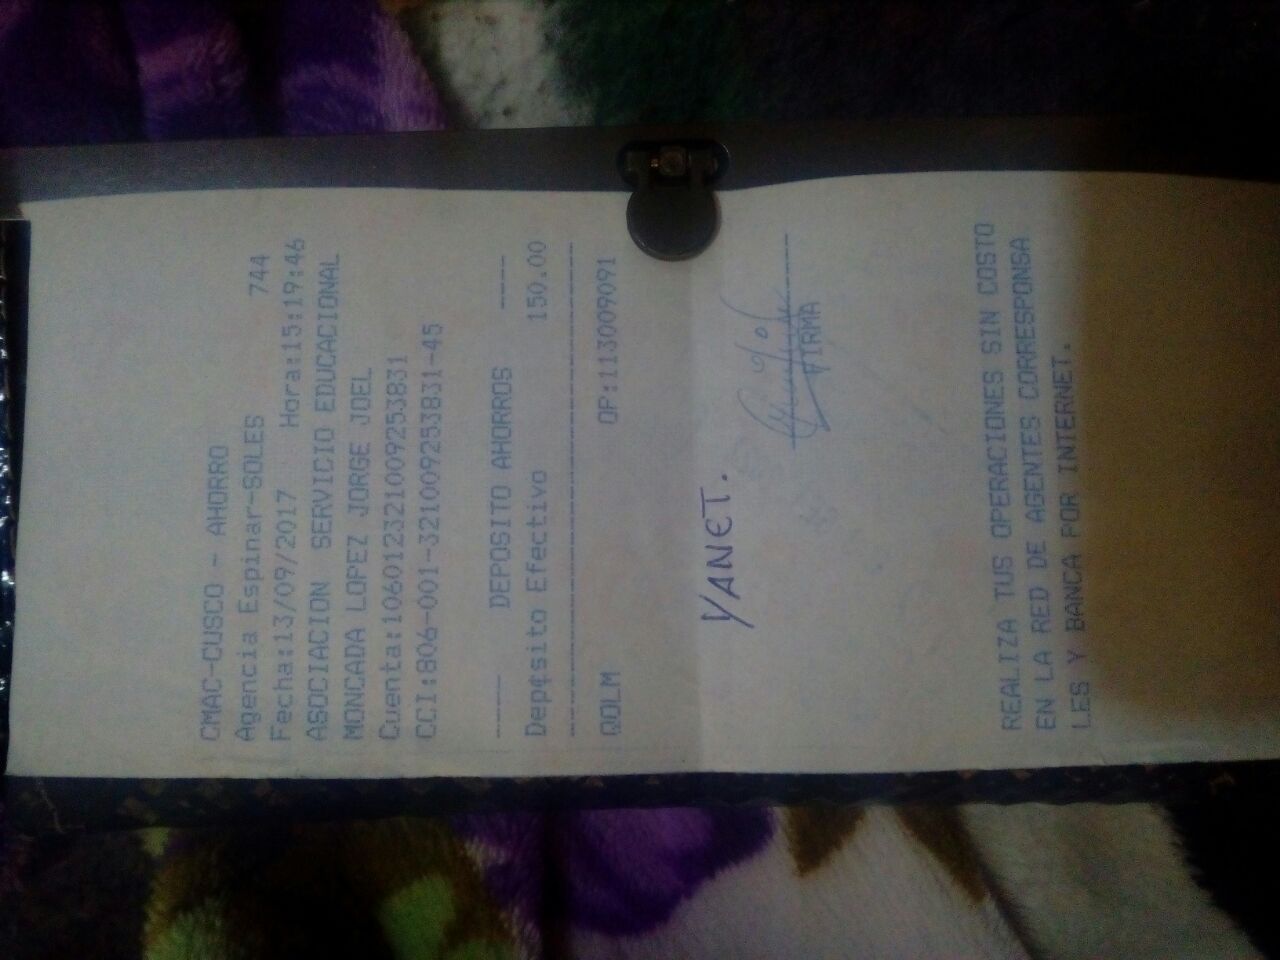 CMAC-CUSCO - AHORRO
Agencia Espinar-SOLES 744
Fecha:13/09/2017 Hora:15:19:46
ASOCIACION SERVICIO EDUCACIONAL
MONCADA LOPEZ JORGE JOEL
Cuenta:106012321009253831
CCI:806-001-321009253831-45
---- DEPOSITO AHORROS ----
Dep¢sito Efectivo 150.00
--------------------------------
QOLM OP:113009091
YANET.
FIRMA
REALIZA TUS OPERACIONES SIN COSTO
EN LA RED DE AGENTES CORRESPONSA
LES Y BANCA POR INTERNET.